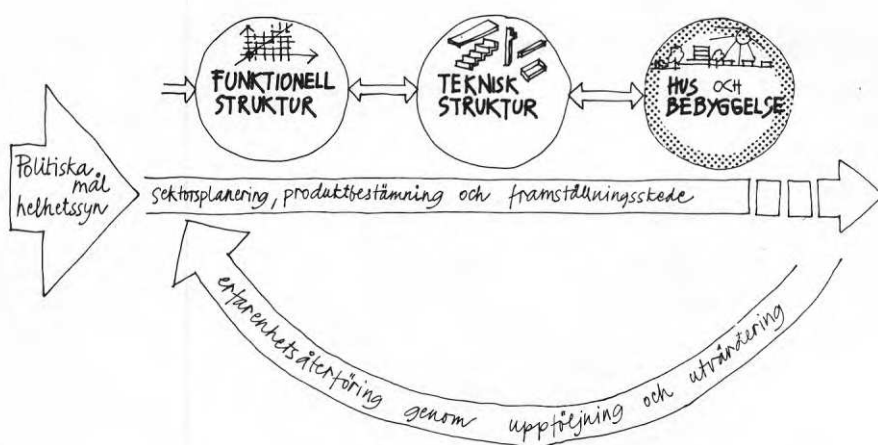 FUNKTIONELL
STRUKTUR
TEKNISK
STRUKTUR
HUS OCH
BEBYGGELSE
Politiska
mål
helhetssyn
sektorsplanering, produktbestämning och framställningsskede
erfarenhetsåterföring genom uppföljning och utvärdering